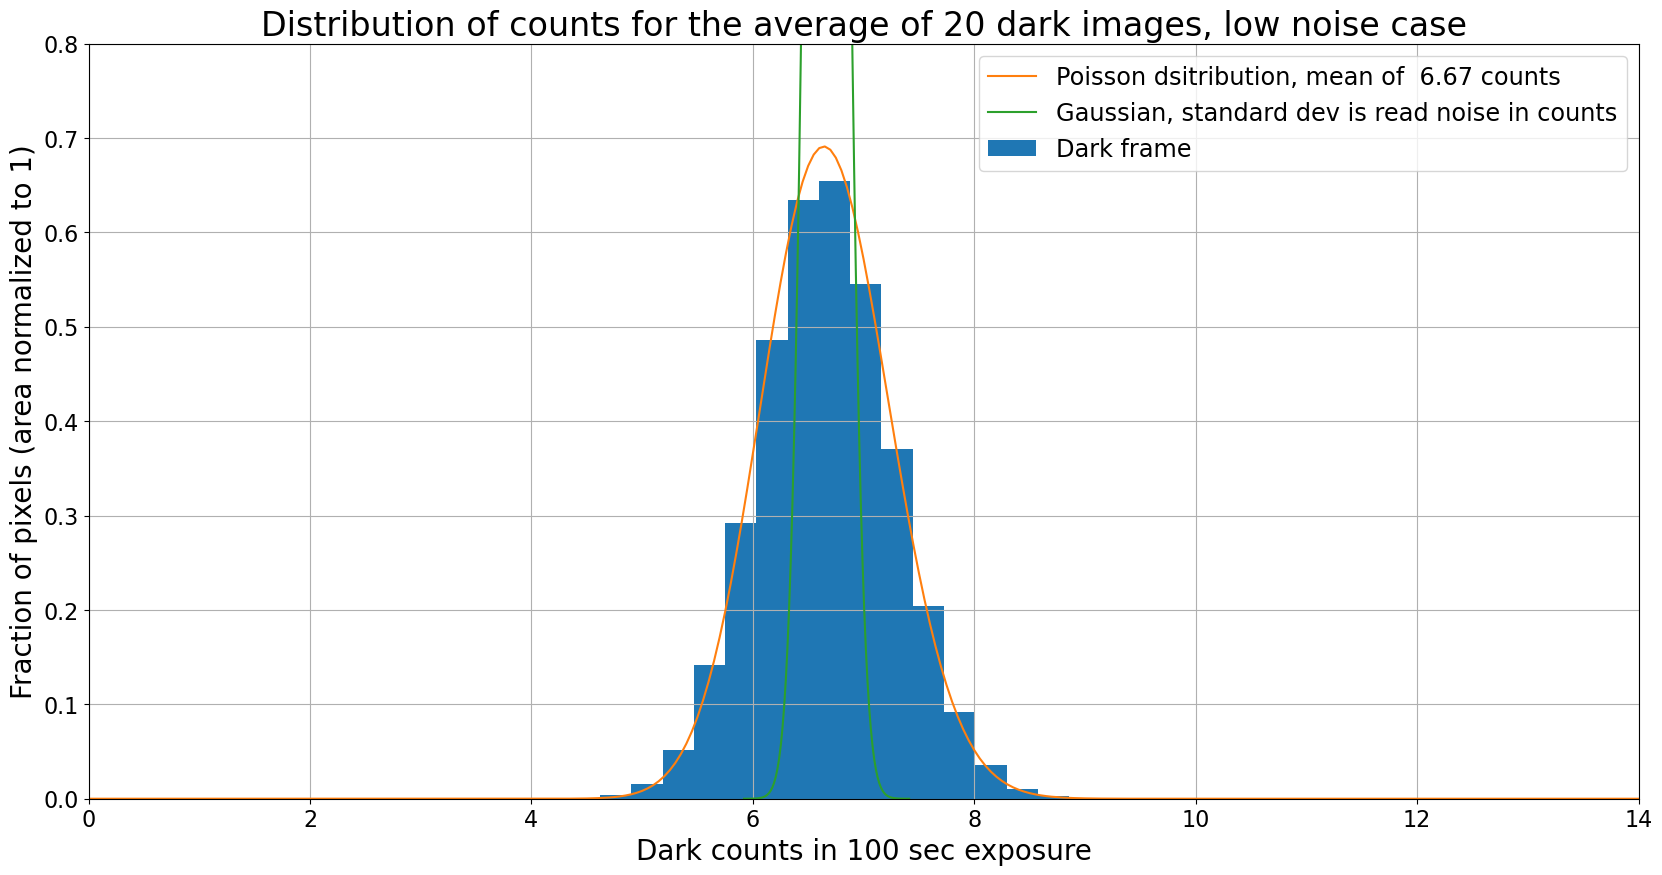 Distribution of counts for the average of 20 dark images, low noise case
Fraction of pixels (area normalized to 1)
0.8
0.7
0.6
0.5
0.4
0.3
0.2
0.1
0.0
Poisson dsitribution, mean of  6.67 counts
Gaussian, standard dev is read noise in counts
Dark frame
0 2 4 6 8 10 12 14
Dark counts in 100 sec exposure